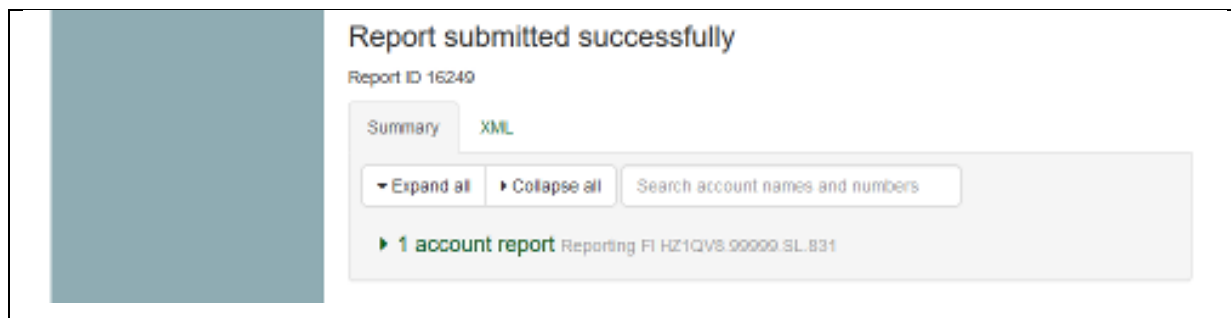 Report submitted successfully
Report ID 16249
Summary XML
Expand all Collapse all Search account names and numbers
1 account report Reporting FI HZ1QV8.99999.SL.831